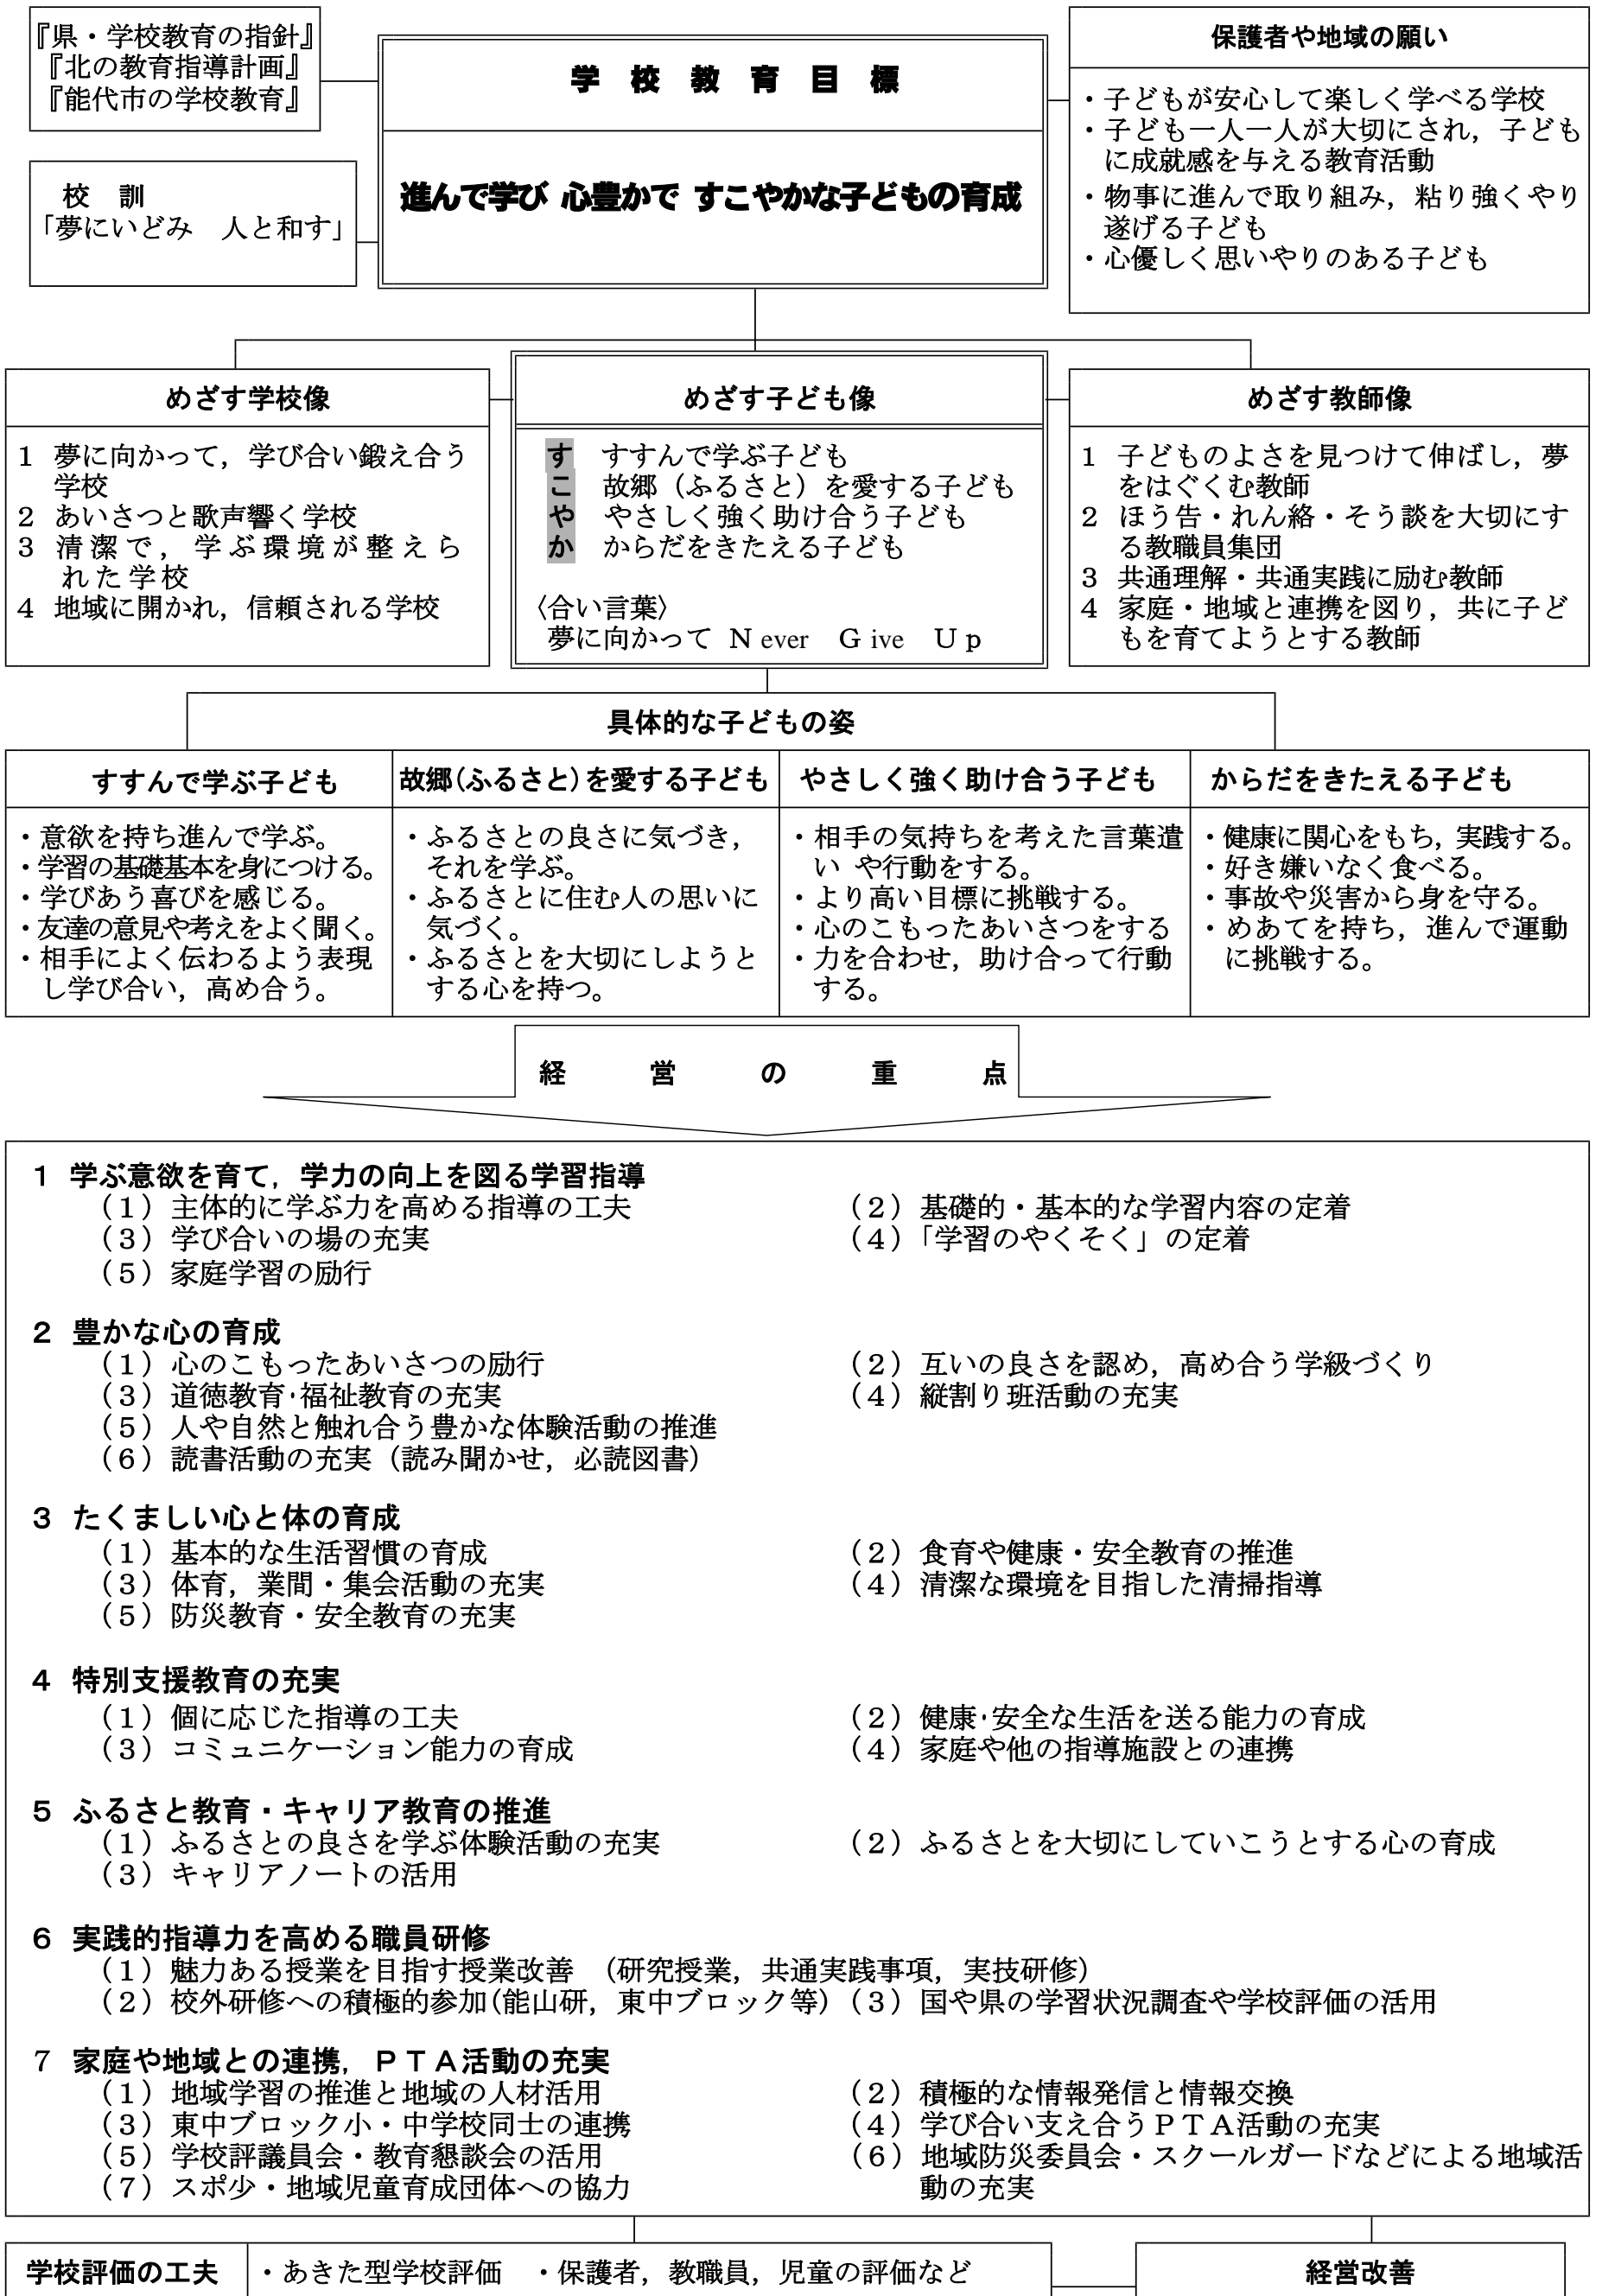 『県・学校教育の指針』
『北の教育指導計画』
『能代市の学校教育』
校　訓
「夢にいどみ　人と和す」
学　校　教　育　目　標
進んで学び 心豊かで すこやかな子どもの育成
保護者や地域の願い
・子どもが安心して楽しく学べる学校
・子ども一人一人が大切にされ，子ども
に成就感を与える教育活動
・物事に進んで取り組み，粘り強くやり
遂げる子ども
・心優しく思いやりのある子ども
めざす学校像
１ 夢に向かって，学び合い鍛え合う
学校
２ あいさつと歌声響く学校
３ 清潔で，学ぶ環境が整えら
れた学校
４ 地域に開かれ，信頼される学校
めざす子ども像
す　すすんで学ぶ子ども
こ　故郷（ふるさと）を愛する子ども
や　やさしく強く助け合う子ども
か　からだをきたえる子ども
〈合い言葉〉
夢に向かって Ｎever　Ｇive　Ｕｐ
めざす教師像
１ 子どものよさを見つけて伸ばし，夢
をはぐくむ教師
２ ほう告・れん絡・そう談を大切にす
る教職員集団
３ 共通理解・共通実践に励む教師
４ 家庭・地域と連携を図り，共に子ど
もを育てようとする教師
具体的な子どもの姿
すすんで学ぶ子ども
・意欲を持ち進んで学ぶ。
・学習の基礎基本を身につける。
・学びあう喜びを感じる。
・友達の意見や考えをよく聞く。
・相手によく伝わるよう表現
し学び合い，高め合う。
故郷（ふるさと）を愛する子ども
・ふるさとの良さに気づき，
それを学ぶ。
・ふるさとに住む人の思いに
気づく。
・ふるさとを大切にしようと
する心を持つ。
やさしく強く助け合う子ども
・相手の気持ちを考えた言葉遣
い や行動をする。
・より高い目標に挑戦する。
・心のこもったあいさつをする
・力を合わせ，助け合って行動
する。
からだをきたえる子ども
・健康に関心をもち，実践する。
・好き嫌いなく食べる。
・事故や災害から身を守る。
・めあてを持ち，進んで運動
に挑戦する。
経　営　の　重　点
１ 学ぶ意欲を育て，学力の向上を図る学習指導
（１）主体的に学ぶ力を高める指導の工夫　（２）基礎的・基本的な学習内容の定着
（３）学び合いの場の充実　（４）「学習のやくそく」の定着
（５）家庭学習の励行
２ 豊かな心の育成
（１）心のこもったあいさつの励行　（２）互いの良さを認め，高め合う学級づくり
（３）道徳教育･福祉教育の充実　（４）縦割り班活動の充実
（５）人や自然と触れ合う豊かな体験活動の推進
（６）読書活動の充実（読み聞かせ，必読図書）
３ たくましい心と体の育成
（１）基本的な生活習慣の育成　（２）食育や健康・安全教育の推進
（３）体育，業間・集会活動の充実　（４）清潔な環境を目指した清掃指導
（５）防災教育・安全教育の充実
４ 特別支援教育の充実
（１）個に応じた指導の工夫　（２）健康･安全な生活を送る能力の育成
（３）コミュニケーション能力の育成　（４）家庭や他の指導施設との連携
５ ふるさと教育・キャリア教育の推進
（１）ふるさとの良さを学ぶ体験活動の充実　（２）ふるさとを大切にしていこうとする心の育成
（３）キャリアノートの活用
６ 実践的指導力を高める職員研修
（１）魅力ある授業を目指す授業改善　（研究授業，共通実践事項，実技研修）
（２）校外研修への積極的参加（能山研，東中ブロック等）（３）国や県の学習状況調査や学校評価の活用
７ 家庭や地域との連携，ＰＴＡ活動の充実
（１）地域学習の推進と地域の人材活用　（２）積極的な情報発信と情報交換
（３）東中ブロック小・中学校同士の連携　（４）学び合い支え合うＰＴＡ活動の充実
（５）学校評議員会・教育懇談会の活用　（６）地域防災委員会・スクールガードなどによる地域活
（７）スポ少・地域児童育成団体への協力　動の充実
学校評価の工夫　・あきた型学校評価　・保護者，教職員，児童の評価など　経営改善